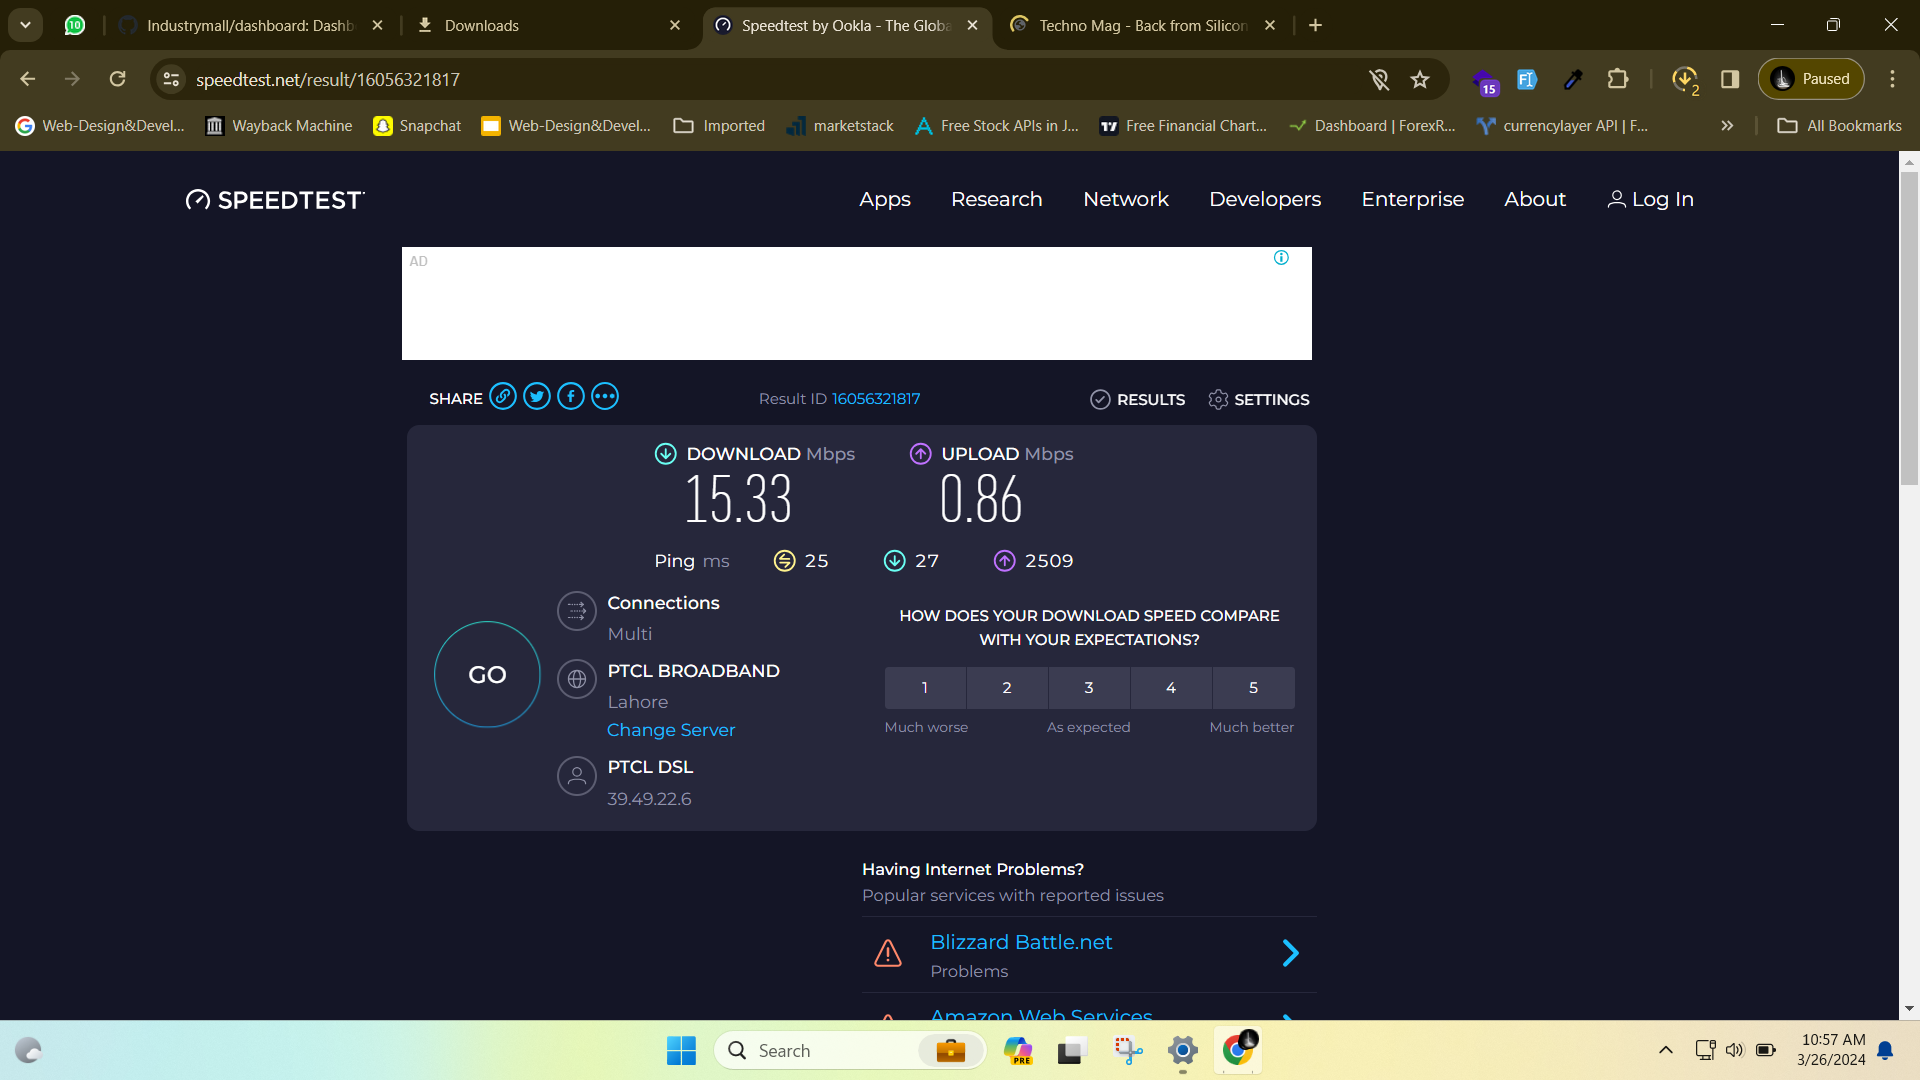 10
Industrymall/dashboard: Dashb
Downloads
Speedtest by Ookla - The Globa
Techno Mag - Back from Silicon
speedtest.net/result/16056321817
15
2
Paused
Web-Design&Devel...
Wayback Machine
Snapchat
Web-Design&Devel...
Imported
marketstack
Free Stock APIs in J...
Free Financial Chart...
Dashboard | ForexR...
currencylayer API | F...
All Bookmarks
SPEEDTEST
Apps
Research
Network
Developers
Enterprise
About
Log In
AD
SHARE
Result ID 16056321817
RESULTS
SETTINGS
DOWNLOAD Mbps
UPLOAD Mbps
15.33
0.86
Ping ms
25
27
2509
Connections
Multi
HOW DOES YOUR DOWNLOAD SPEED COMPARE
WITH YOUR EXPECTATIONS?
GO
PTCL BROADBAND
Lahore
Change Server
1
2
3
4
5
Much worse
As expected
Much better
PTCL DSL
39.49.22.6
Having Internet Problems?
Popular services with reported issues
Blizzard Battle.net
Problems
Amazon Web Services
Search
PRE
10:57 AM
3/26/2024